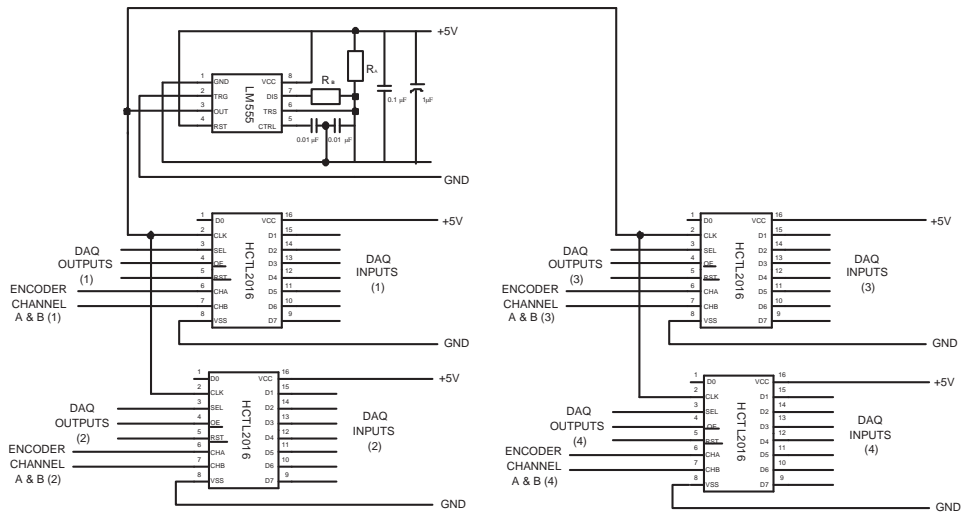 +5V
1 GND VCC 8
2 TRG DIS 7
3 OUT TRS 6
4 RST CTRL 5
LM555
R B
R A
0.1 µF
1µF
0.01 µF
0.01 µF
GND
1 D0 VCC 16
2 CLK D1 15
3 SEL D2 14
4 OE D3 13
5 RST D4 12
6 CHA D5 11
7 CHB D6 10
8 VSS D7 9
HCTL2016
+5V
DAQ
OUTPUTS
(1)
ENCODER
CHANNEL
A & B (1)
DAQ
INPUTS
(1)
GND
1 D0 VCC 16
2 CLK D1 15
3 SEL D2 14
4 OE D3 13
5 RST D4 12
6 CHA D5 11
7 CHB D6 10
8 VSS D7 9
HCTL2016
+5V
DAQ
OUTPUTS
(2)
ENCODER
CHANNEL
A & B (2)
DAQ
INPUTS
(2)
GND
1 D0 VCC 16
2 CLK D1 15
3 SEL D2 14
4 OE D3 13
5 RST D4 12
6 CHA D5 11
7 CHB D6 10
8 VSS D7 9
HCTL2016
+5V
DAQ
OUTPUTS
(3)
ENCODER
CHANNEL
A & B (3)
DAQ
INPUTS
(3)
GND
1 D0 VCC 16
2 CLK D1 15
3 SEL D2 14
4 OE D3 13
5 RST D4 12
6 CHA D5 11
7 CHB D6 10
8 VSS D7 9
HCTL2016
+5V
DAQ
OUTPUTS
(4)
ENCODER
CHANNEL
A & B (4)
DAQ
INPUTS
(4)
GND